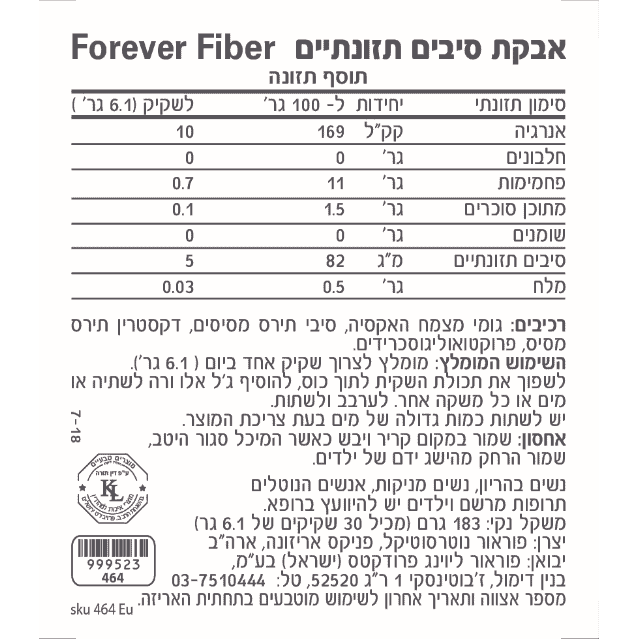 אבקת סיבים תזונתיים Forever Fiber
תוסף תזונה
סימון תזונתי יחידות ל- 100 גר' לשקיק (6.1 גר' )
אנרגיה קק"ל 169 10
חלבונים גר' 0 0
פחמימות גר' 11 0.7
מתוכן סוכרים גר' 1.5 0.1
שומנים גר' 0 0
סיבים תזונתיים מ"ג 82 5
מלח גר' 0.5 0.03
רכיבים: גומי מצמח האקסיה, סיבי תירס מסיסים, דקסטרין תירס
מסיס, פרוקטואוליגוסכרידים.
השימוש המומלץ: מומלץ לצרוך שקיק אחד ביום ( 6.1 גר').
לשפוך את תכולת השקית לתוך כוס, להוסיף ג'ל אלו ורה לשתיה או
מים או כל משקה אחר. לערבב ולשתות.
יש לשתות כמות גדולה של מים בעת צריכת המוצר.
אחסון: שמור במקום קריר ויבש כאשר המיכל סגור היטב,
שמור הרחק מהישג ידם של ילדים.
7-18
מוצרים טבעיים
ע"פ דין תורה
KL
נשים בהריון, נשים מניקות, אנשים הנוטלים
תרופות מרשם וילדים יש להיוועץ ברופא.
משקל נקי: 183 גרם (מכיל 30 שקיקים של 6.1 גר)
יצרן: פוראור נוטרסוטיקל, פניקס אריזונה, ארה"ב
יבואן: פוראור ליווינג פרודקטס (ישראל) בע"מ,
בנין דימול, ז'בוטינסקי 1 ר"ג 52520, טל: 03-7510444
מספר אצווה ותאריך אחרון לשימוש מוטבעים בתחתית האריזה.
999523
464
sku 464 Eu